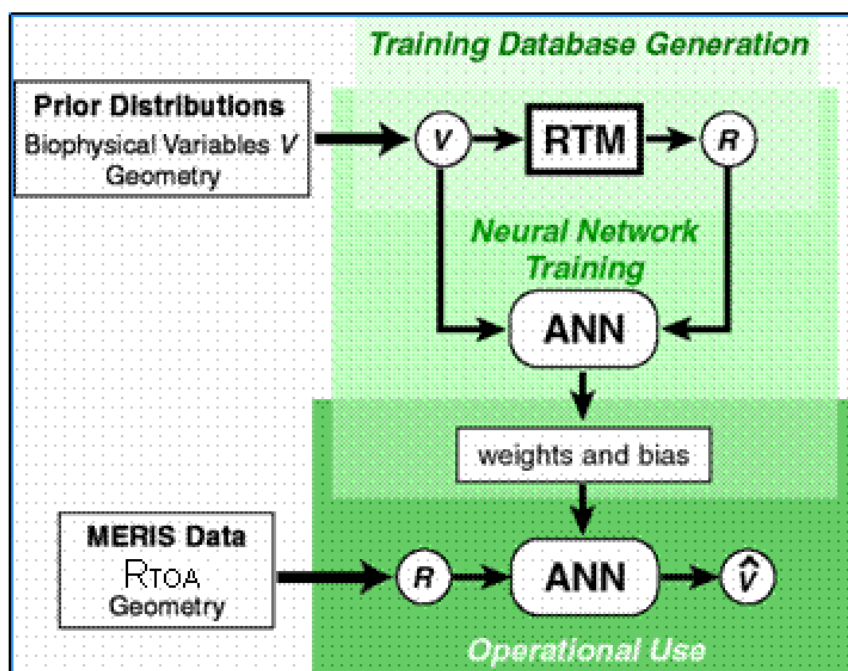 Training Database Generation
Prior Distributions
Biophysical Variables V
Geometry
V
RTM
R
Neural Network
Training
ANN
weights and bias
MERIS Data
RTOA
Geometry
R
ANN
V̂
Operational Use